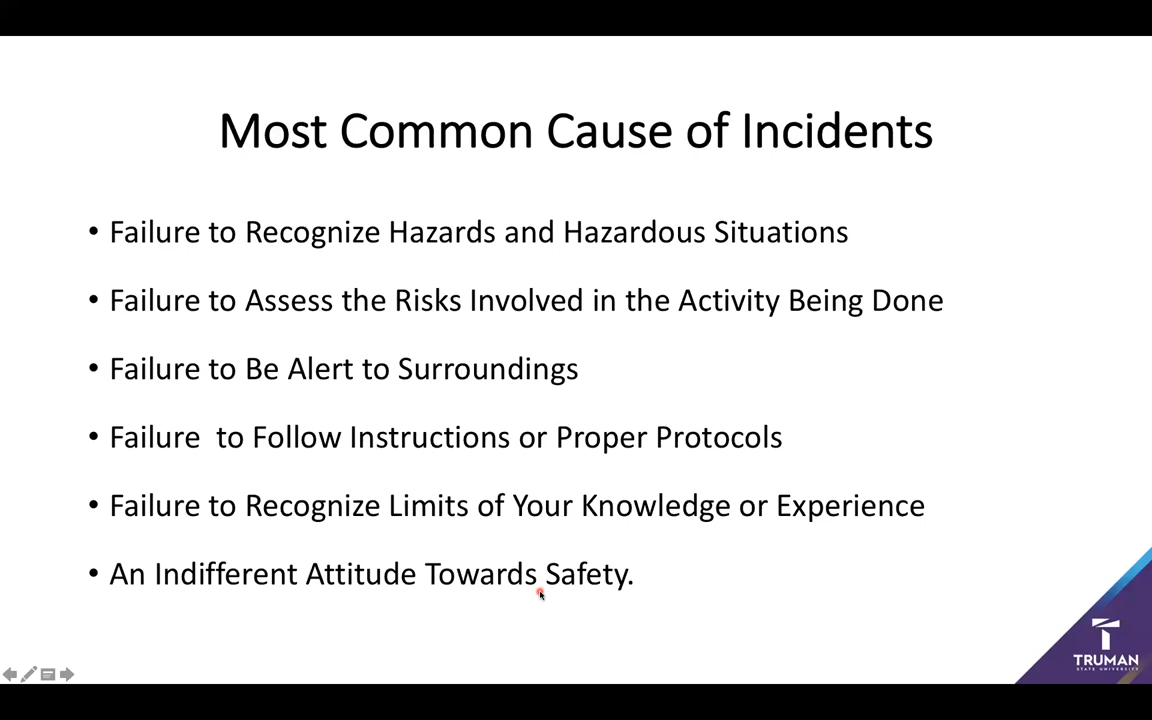 Most Common Cause of Incidents
• Failure to Recognize Hazards and Hazardous Situations
• Failure to Assess the Risks Involved in the Activity Being Done
• Failure to Be Alert to Surroundings
• Failure  to Follow Instructions or Proper Protocols
• Failure to Recognize Limits of Your Knowledge or Experience
• An Indifferent Attitude Towards Safety.
TRUMAN
STATE UNIVERSITY